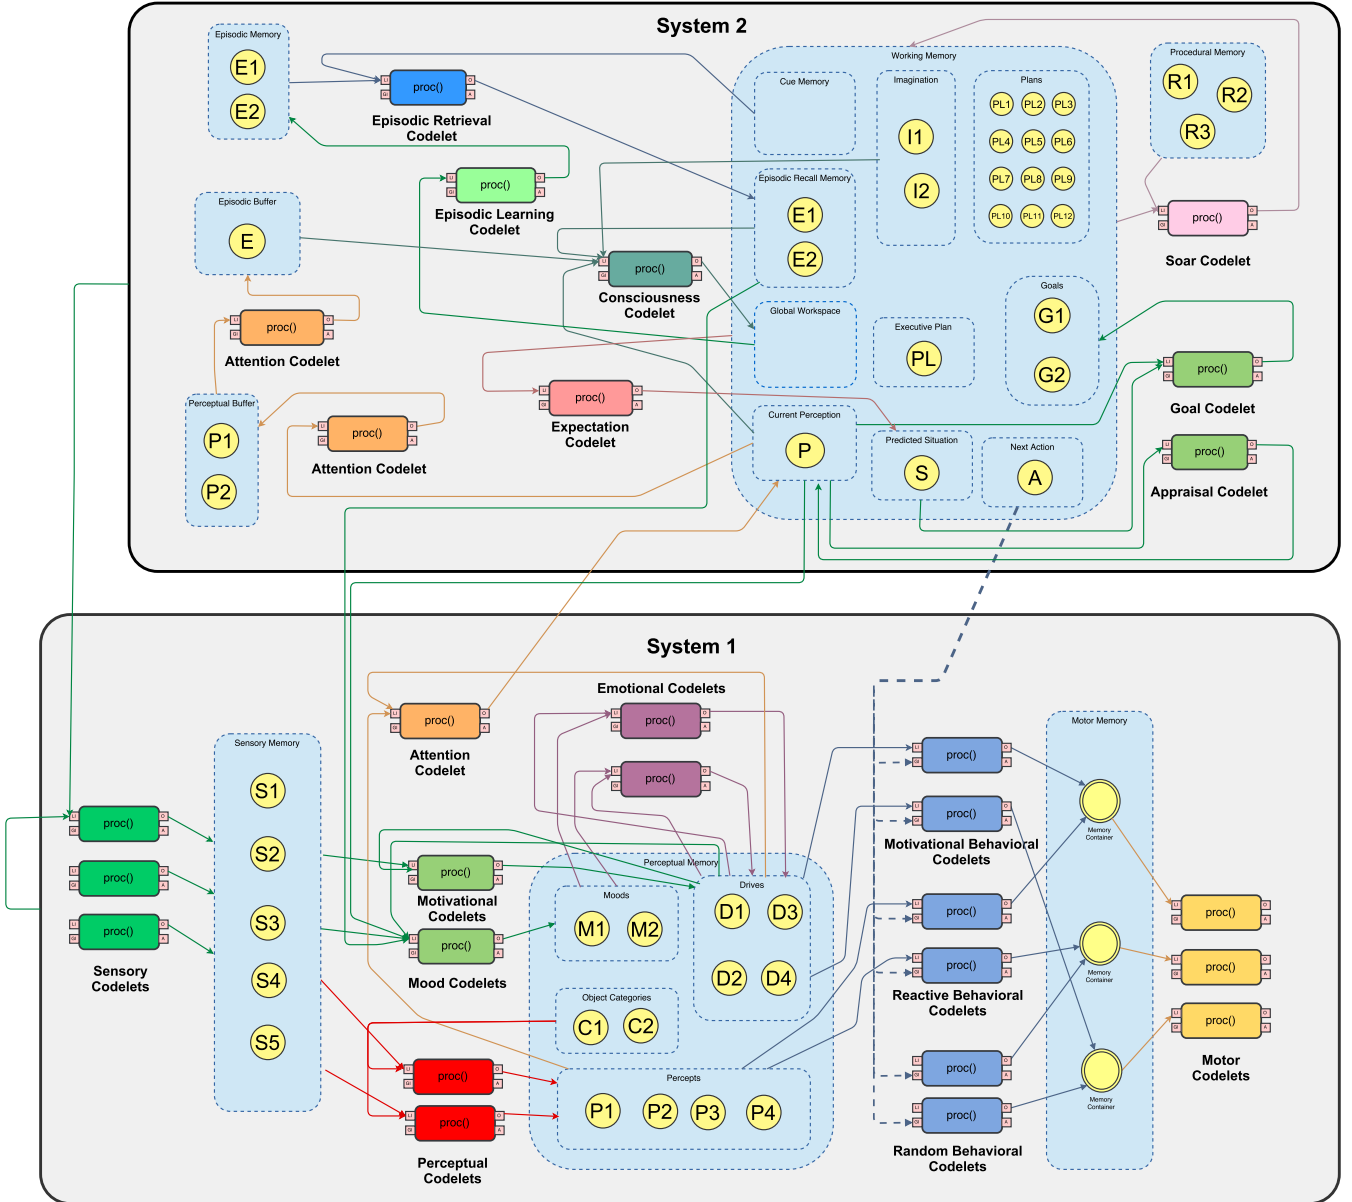 System 2
Episodic Memory
E1
E2
proc()
Episodic Retrieval
Codelet
proc()
Episodic Learning
Codelet
Episodic Buffer
E
proc()
Attention Codelet
Perceptual Buffer
P1
P2
proc()
Attention Codelet
proc()
Consciousness
Codelet
proc()
Expectation
Codelet
Working Memory
Cue Memory
Imagination
I1
I2
Plans
PL1
PL2
PL3
PL4
PL5
PL6
PL7
PL8
PL9
PL10
PL11
PL12
Episodic Recall Memory
E1
E2
Global Workspace
Executive Plan
PL
Goals
G1
G2
Current Perception
P
Predicted Situation
S
Next Action
A
Procedural Memory
R1
R2
R3
proc()
Soar Codelet
proc()
Goal Codelet
proc()
Appraisal Codelet
System 1
proc()
proc()
proc()
Sensory
Codelets
Sensory Memory
S1
S2
S3
S4
S5
proc()
Attention
Codelet
Emotional Codelets
proc()
proc()
proc()
Motivational
Codelets
proc()
Mood Codelets
proc()
proc()
Perceptual
Codelets
Perceptual Memory
Moods
M1
M2
Drives
D1
D3
D2
D4
Object Categories
C1
C2
Percepts
P1
P2
P3
P4
proc()
proc()
Motivational Behavioral
Codelets
proc()
proc()
Reactive Behavioral
Codelets
proc()
proc()
Random Behavioral
Codelets
Motor Memory
Memory
Container
Memory
Container
Memory
Container
proc()
proc()
proc()
Motor
Codelets